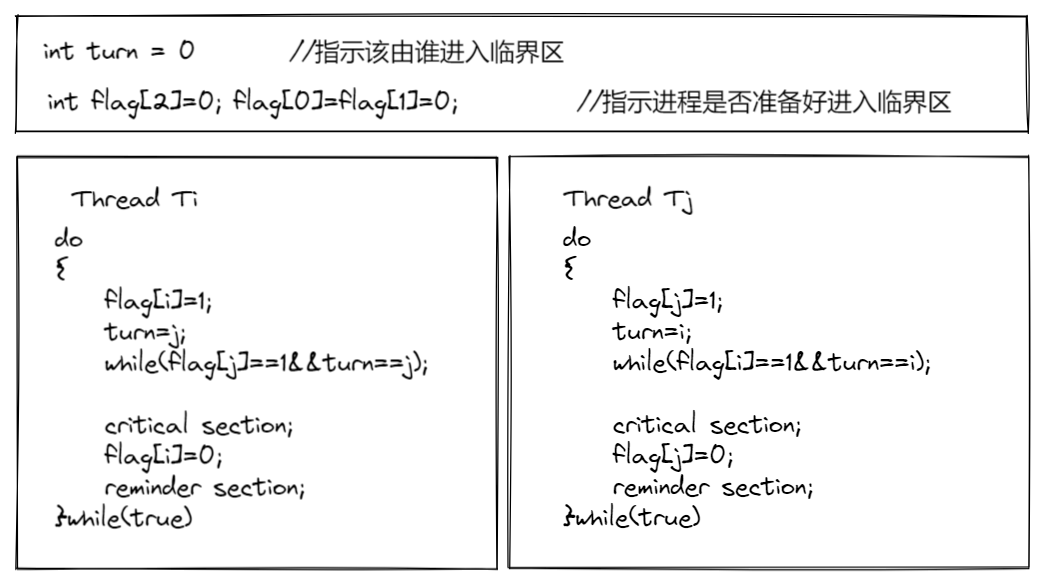 int turn = 0 //指示该由谁进入临界区
int flag[2]=0; flag[0]=flag[1]=0; //指示进程是否准备好进入临界区
Thread Ti
do
{
flag[i]=1;
turn=j;
while(flag[j]==1&&turn==j);
critical section;
flag[i]=0;
reminder section;
}while(true)
Thread Tj
do
{
flag[j]=1;
turn=i;
while(flag[i]==1&&turn==i);
critical section;
flag[j]=0;
reminder section;
}while(true)